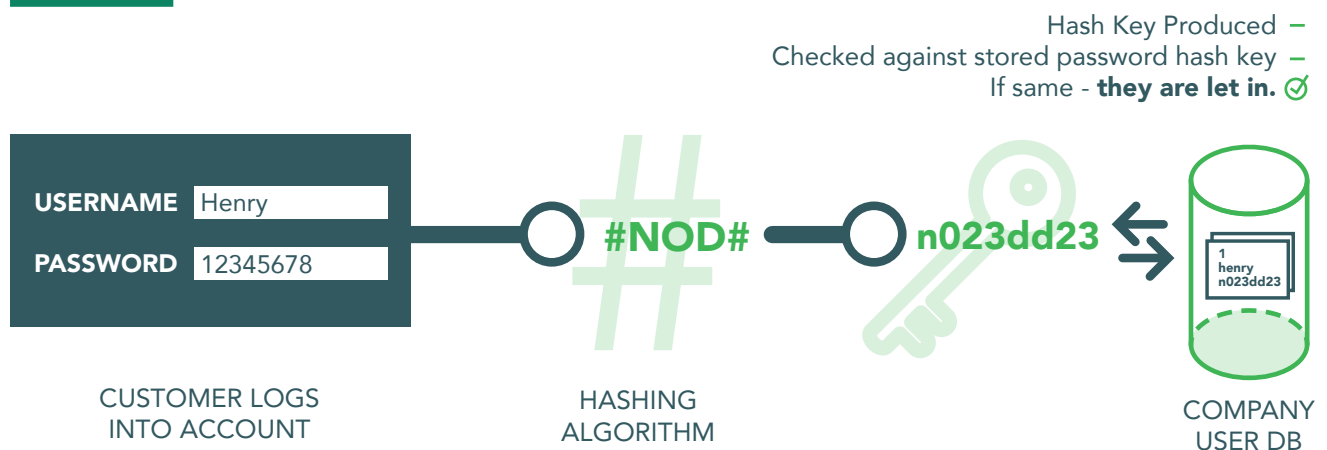 Hash Key Produced –
Checked against stored password hash key –
If same - they are let in.
USERNAME Henry
PASSWORD 12345678
#NOD#
n023dd23
1
henry
n023dd23
CUSTOMER LOGS
INTO ACCOUNT
HASHING
ALGORITHM
COMPANY
USER DB